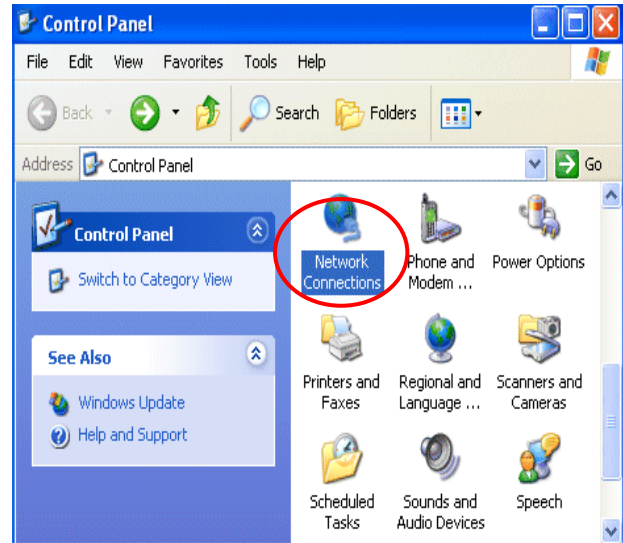 Control Panel
File Edit View Favorites Tools Help
Back Search Folders
Address Control Panel Go
Control Panel
Switch to Category View
See Also
Windows Update
Help and Support
Network
Connections
Phone and
Modem ...
Power Options
Printers and
Faxes
Regional and
Language ...
Scanners and
Cameras
Scheduled
Tasks
Sounds and
Audio Devices
Speech